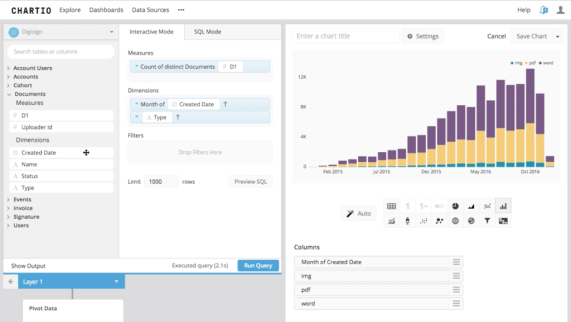 CHARTIO Explore Dashboards Data Sources ••• Help
Digisign
Search tables or columns
Account Users
Accounts
Cohort
Documents
Measures
D1
Uploader Id
Dimensions
Created Date
Name
Status
Type
Events
Invoice
Signature
Users
Interactive Mode SQL Mode
Measures
Count of distinct Documents D1
Dimensions
Month of Created Date
Type
Filters
Drop Filters Here
Limit 1000 rows Preview SQL
Show Output Executed query (2.1s) Run Query
+ Layer 1
Pivot Data
Enter a chart title Settings Cancel Save Chart
img pdf word
12K
8K
4K
0
Feb 2015 Jul 2015 Dec 2015 May 2016 Oct 2016
Auto
Columns
Month of Created Date
img
pdf
word